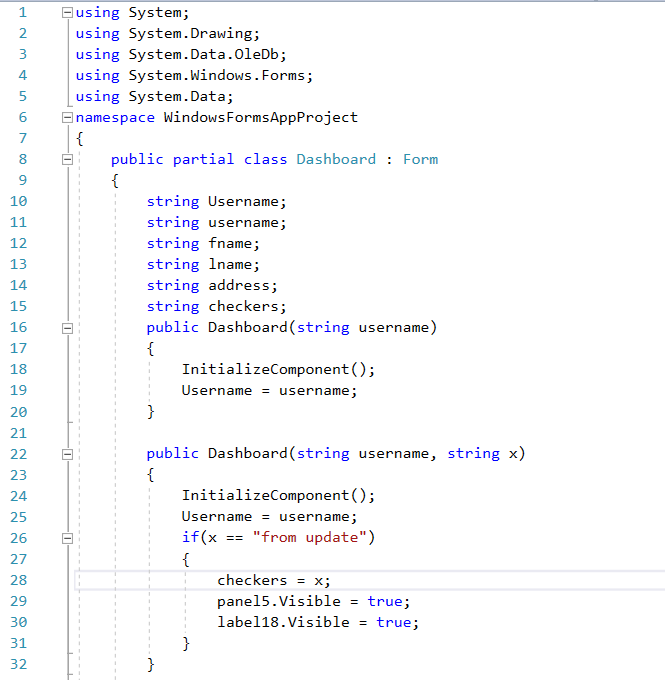 1 using System;
2 using System.Drawing;
3 using System.Data.OleDb;
4 using System.Windows.Forms;
5 using System.Data;
6 namespace WindowsFormsAppProject
7 {
8 public partial class Dashboard : Form
9 {
10 string Username;
11 string username;
12 string fname;
13 string lname;
14 string address;
15 string checkers;
16 public Dashboard(string username)
17 {
18 InitializeComponent();
19 Username = username;
20 }
21
22 public Dashboard(string username, string x)
23 {
24 InitializeComponent();
25 Username = username;
26 if(x == "from update")
27 {
28 checkers = x;
29 panel5.Visible = true;
30 label18.Visible = true;
31 }
32 }